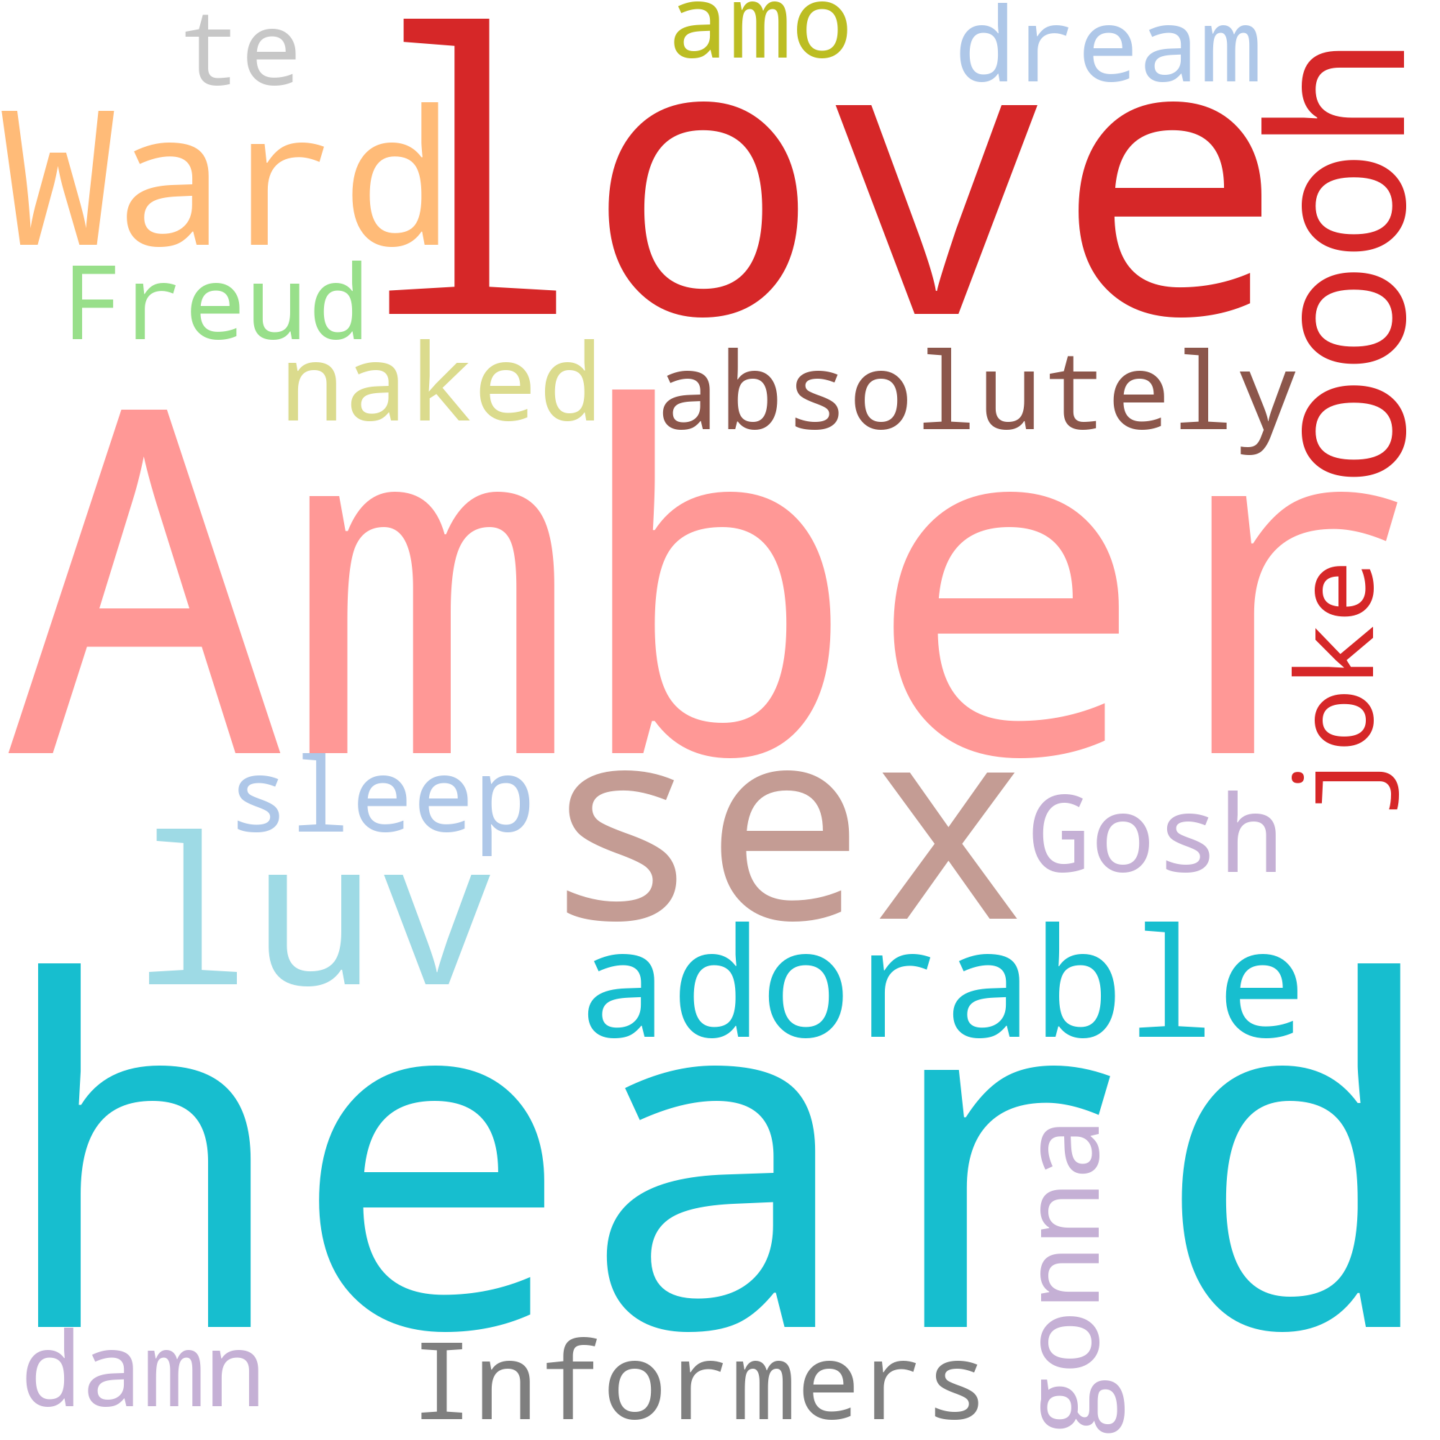 te
amo
dream
love
Ward
oooh
Freud
naked
absolutely
Amber
joke
sleep
sex
Gosh
luv
adorable
heard
gonna
damn
Informers